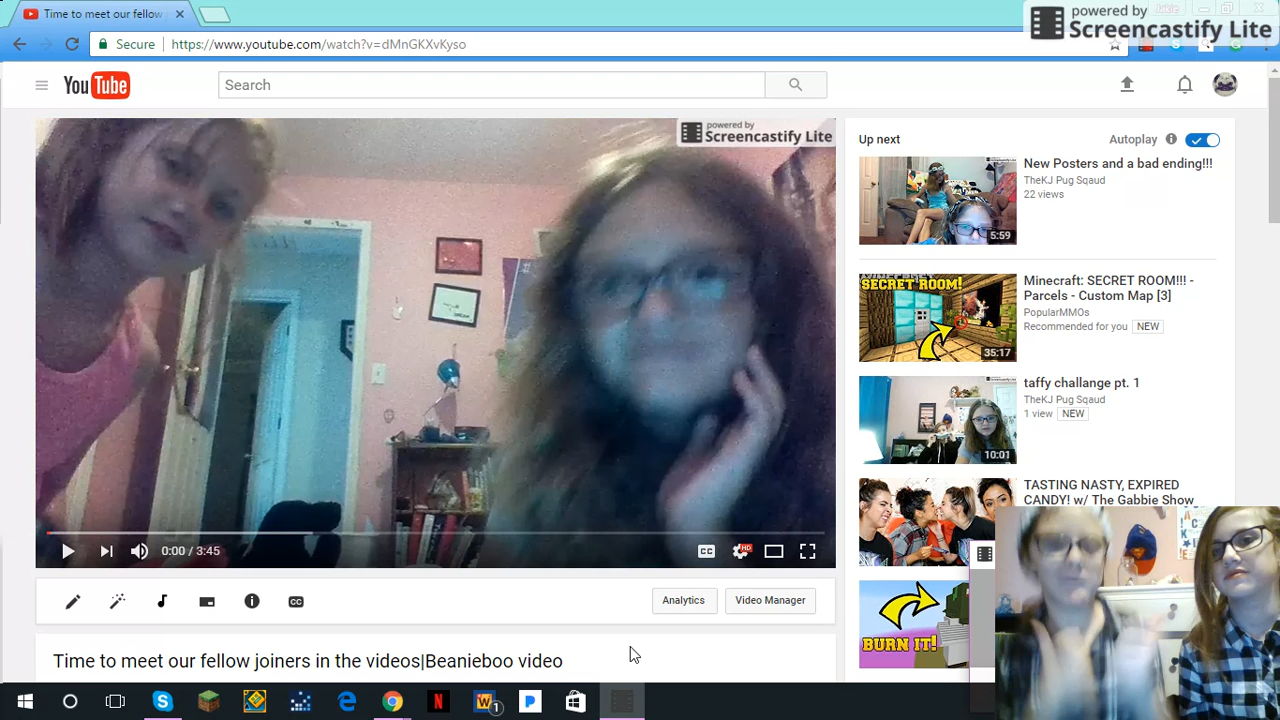 Time to meet our fellow
powered by
Screencastify Lite
Secure
https://www.youtube.com/watch?v=dMnGKXvKyso
YouTube
Search
powered by
Screencastify Lite
Up next
Autoplay
New Posters and a bad ending!!!
TheKJ Pug Sqaud
22 views
5:59
SECRET ROOM!
35:17
Minecraft: SECRET ROOM!!! -
Parcels - Custom Map [3]
PopularMMOs
Recommended for you NEW
taffy challange pt. 1
TheKJ Pug Sqaud
1 view NEW
10:01
TASTING NASTY, EXPIRED
CANDY! w/ The Gabbie Show
BURN IT!
0:00 / 3:45
CC
HD
CC
Analytics
Video Manager
Time to meet our fellow joiners in the videos|Beanieboo video
W
1
P
N